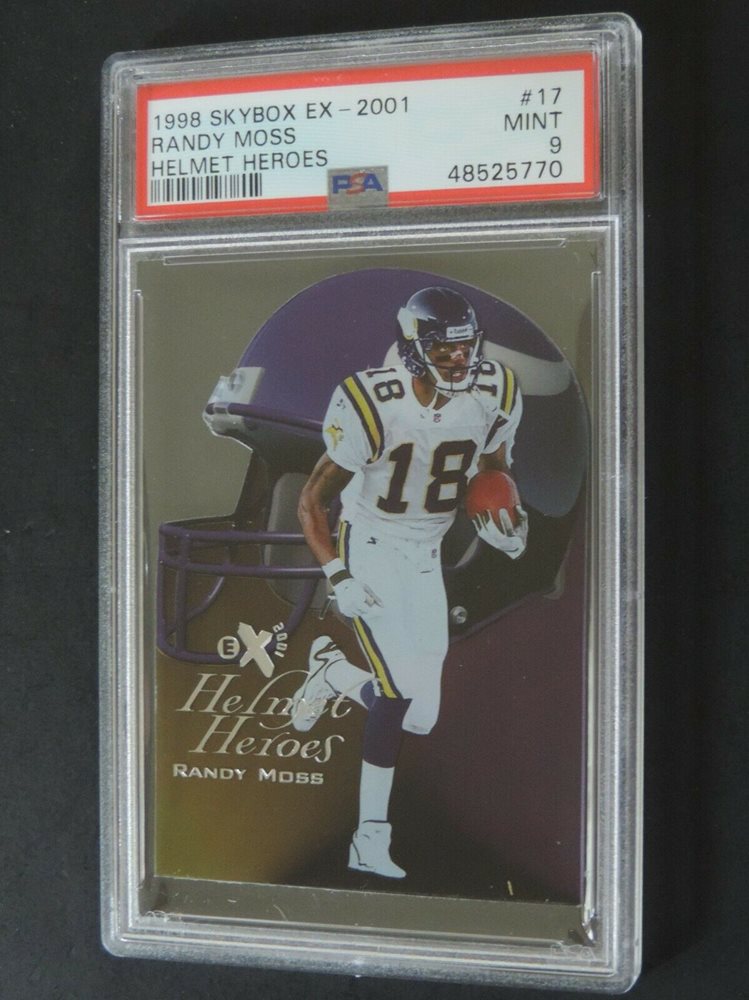 1998 SKYBOX EX-2001 #17
RANDY MOSS MINT
HELMET HEROES 9
PSA 48525770
18 18
18
EX 2001
Helmet
Heroes
RANDY MOSS